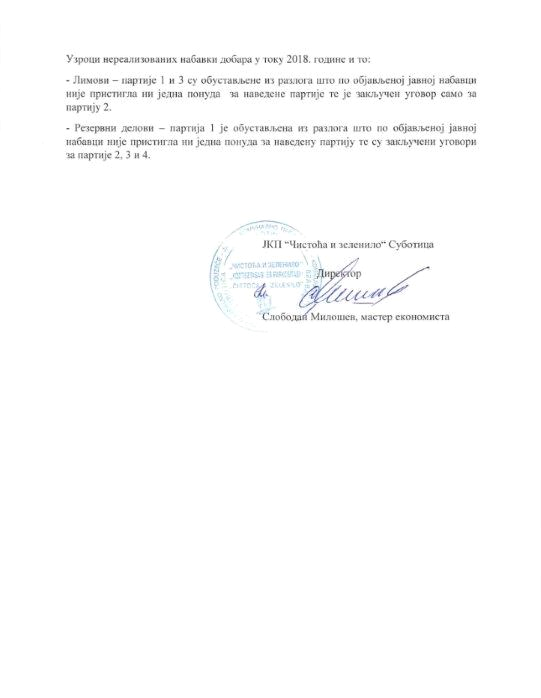 Узроци нереализованих набавки добара у току 2018. године и то:
- Лимови – партије 1 и 3 су обустављене из разлога што по објављеној јавној набавци
није пристигла ни једна понуда за наведене партије те је закључен уговор само за
партију 2.
- Резервни делови – партија 1 је обустављена из разлога што по објављеној јавној
набавци није пристигла ни једна понуда за наведену партију те су закључени уговори
за партије 2, 3 и 4.
ЈКП “Чистоћа и зеленило“ Суботица
„ЧИСТОЋА И ЗЕЛЕНИЛО“
Директор
Слободан Милошев, мастер економиста